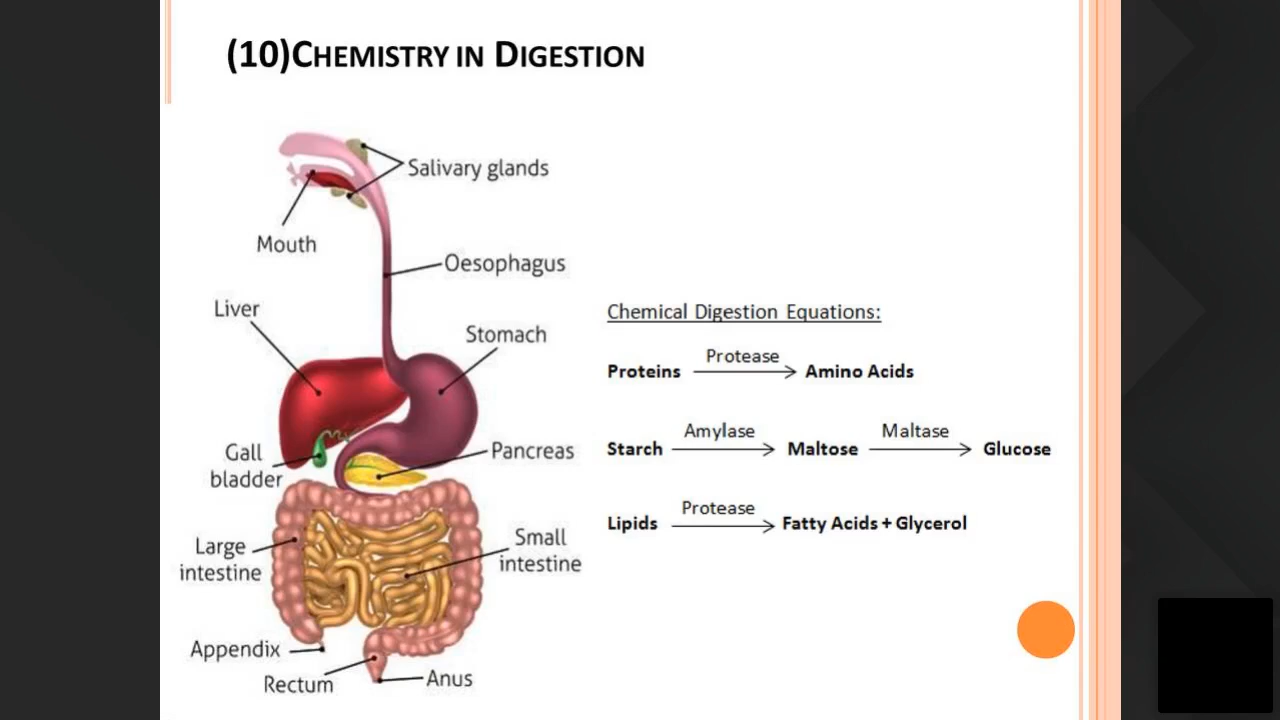 (10)CHEMISTRY IN DIGESTION
Salivary glands
Mouth
Oesophagus
Liver
Stomach
Gall
bladder
Pancreas
Large
intestine
Small
intestine
Appendix
Rectum
Anus
Chemical Digestion Equations:
Protease
Proteins Amino Acids
Amylase Maltase
Starch Maltose Glucose
Protease
Lipids Fatty Acids + Glycerol